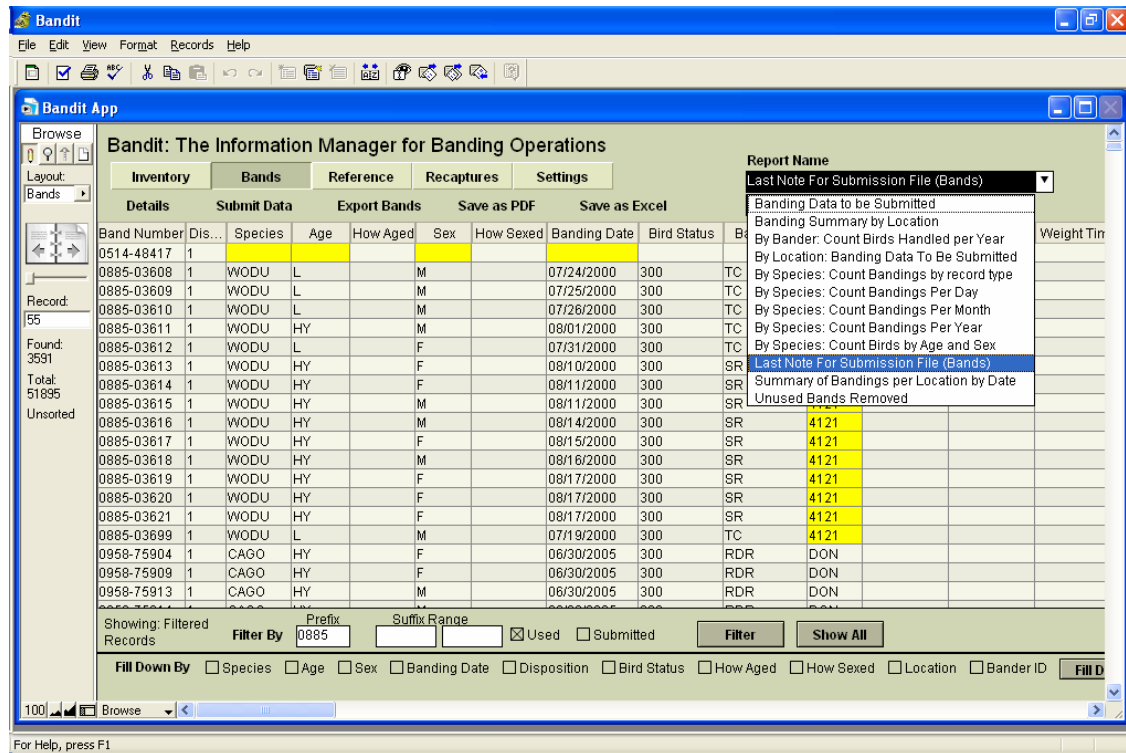 Bandit
File Edit View Format Records Help
Bandit App
Browse
Layout:
Bands
Record:
55
Found:
3591
Total:
51895
Unsorted
Bandit: The Information Manager for Banding Operations
Inventory Bands Reference Recaptures Settings
Details Submit Data Export Bands Save as PDF Save as Excel
Report Name
Last Note For Submission File (Bands)
Banding Data to be Submitted
Banding Summary by Location
By Bander: Count Birds Handled per Year
By Location: Banding Data To Be Submitted
By Species: Count Bandings by record type
By Species: Count Bandings Per Day
By Species: Count Bandings Per Month
By Species: Count Bandings Per Year
By Species: Count Birds by Age and Sex
Last Note For Submission File (Bands)
Summary of Bandings per Location by Date
Unused Bands Removed
Band Number Dis... Species Age How Aged Sex How Sexed Banding Date Bird Status Ba Weight Tim
0514-48417 1
0885-03608 1 WODU L M 07/24/2000 300 TC
0885-03609 1 WODU L M 07/25/2000 300 TC
0885-03610 1 WODU L M 07/26/2000 300 TC
0885-03611 1 WODU HY M 08/01/2000 300 TC
0885-03612 1 WODU L F 07/31/2000 300 TC
0885-03613 1 WODU HY F 08/10/2000 300 SR
0885-03614 1 WODU HY F 08/11/2000 300 SR
0885-03615 1 WODU HY M 08/11/2000 300 SR 4121
0885-03616 1 WODU HY M 08/14/2000 300 SR 4121
0885-03617 1 WODU HY F 08/15/2000 300 SR 4121
0885-03618 1 WODU HY M 08/16/2000 300 SR 4121
0885-03619 1 WODU HY F 08/17/2000 300 SR 4121
0885-03620 1 WODU HY F 08/17/2000 300 SR 4121
0885-03621 1 WODU HY F 08/17/2000 300 SR 4121
0885-03699 1 WODU L M 07/19/2000 300 TC 4121
0958-75904 1 CAGO HY F 06/30/2005 300 RDR DON
0958-75909 1 CAGO HY F 06/30/2005 300 RDR DON
0958-75913 1 CAGO HY M 06/30/2005 300 RDR DON
Showing: Filtered
Records
Filter By Prefix 0885 Suffix Range Used Submitted Filter Show All
Fill Down By Species Age Sex Banding Date Disposition Bird Status How Aged How Sexed Location Bander ID Fill D
100 Browse
For Help, press F1